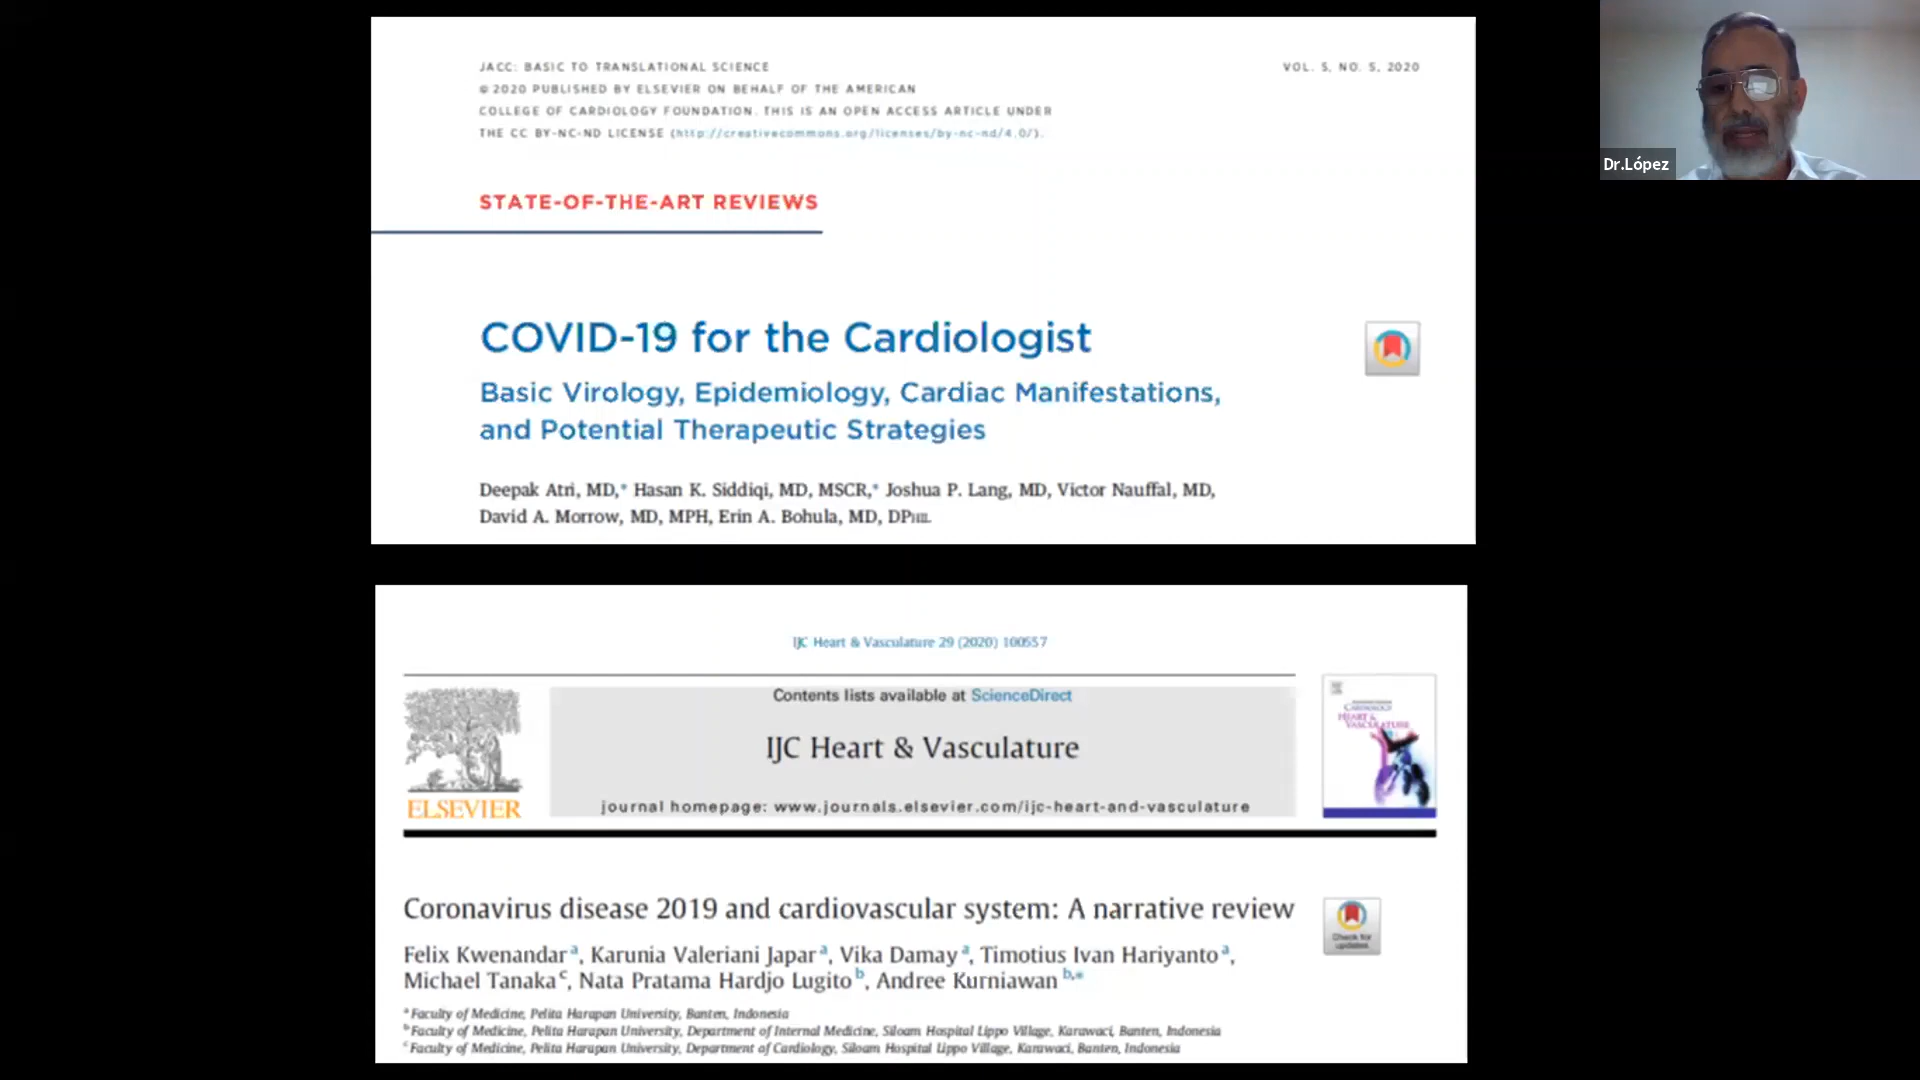 JACC: BASIC TO TRANSLATIONAL SCIENCE
VOL. 5, NO. 5, 2020
© 2020 PUBLISHED BY ELSEVIER ON BEHALF OF THE AMERICAN
COLLEGE OF CARDIOLOGY FOUNDATION. THIS IS AN OPEN ACCESS ARTICLE UNDER
THE CC BY-NC-ND LICENSE (http://creativecommons.org/licenses/by-nc-nd/4.0/).
Dr.López
STATE-OF-THE-ART REVIEWS
COVID-19 for the Cardiologist
Basic Virology, Epidemiology, Cardiac Manifestations,
and Potential Therapeutic Strategies
Deepak Atri, MD,* Hasan K. Siddiqi, MD, MSCR,* Joshua P. Lang, MD, Victor Nauffal, MD,
David A. Morrow, MD, MPH, Erin A. Bohula, MD, DPHIL
IJC Heart & Vasculature 29 (2020) 100557
Contents lists available at ScienceDirect
IJC Heart & Vasculature
journal homepage: www.journals.elsevier.com/ijc-heart-and-vasculature
ELSEVIER
CARDIOLOGY
HEART &
VASCULATURE
Coronavirus disease 2019 and cardiovascular system: A narrative review
Check for
updates
Felix Kwenandar a, Karunia Valeriani Japar a, Vika Damay a, Timotius Ivan Hariyanto a,
Michael Tanaka c, Nata Pratama Hardjo Lugito b, Andree Kurniawan b,*
a Faculty of Medicine, Pelita Harapan University, Banten, Indonesia
b Faculty of Medicine, Pelita Harapan University, Department of Internal Medicine, Siloam Hospital Lippo Village, Karawaci, Banten, Indonesia
c Faculty of Medicine, Pelita Harapan University, Department of Cardiology, Siloam Hospital Lippo Village, Karawaci, Banten, Indonesia